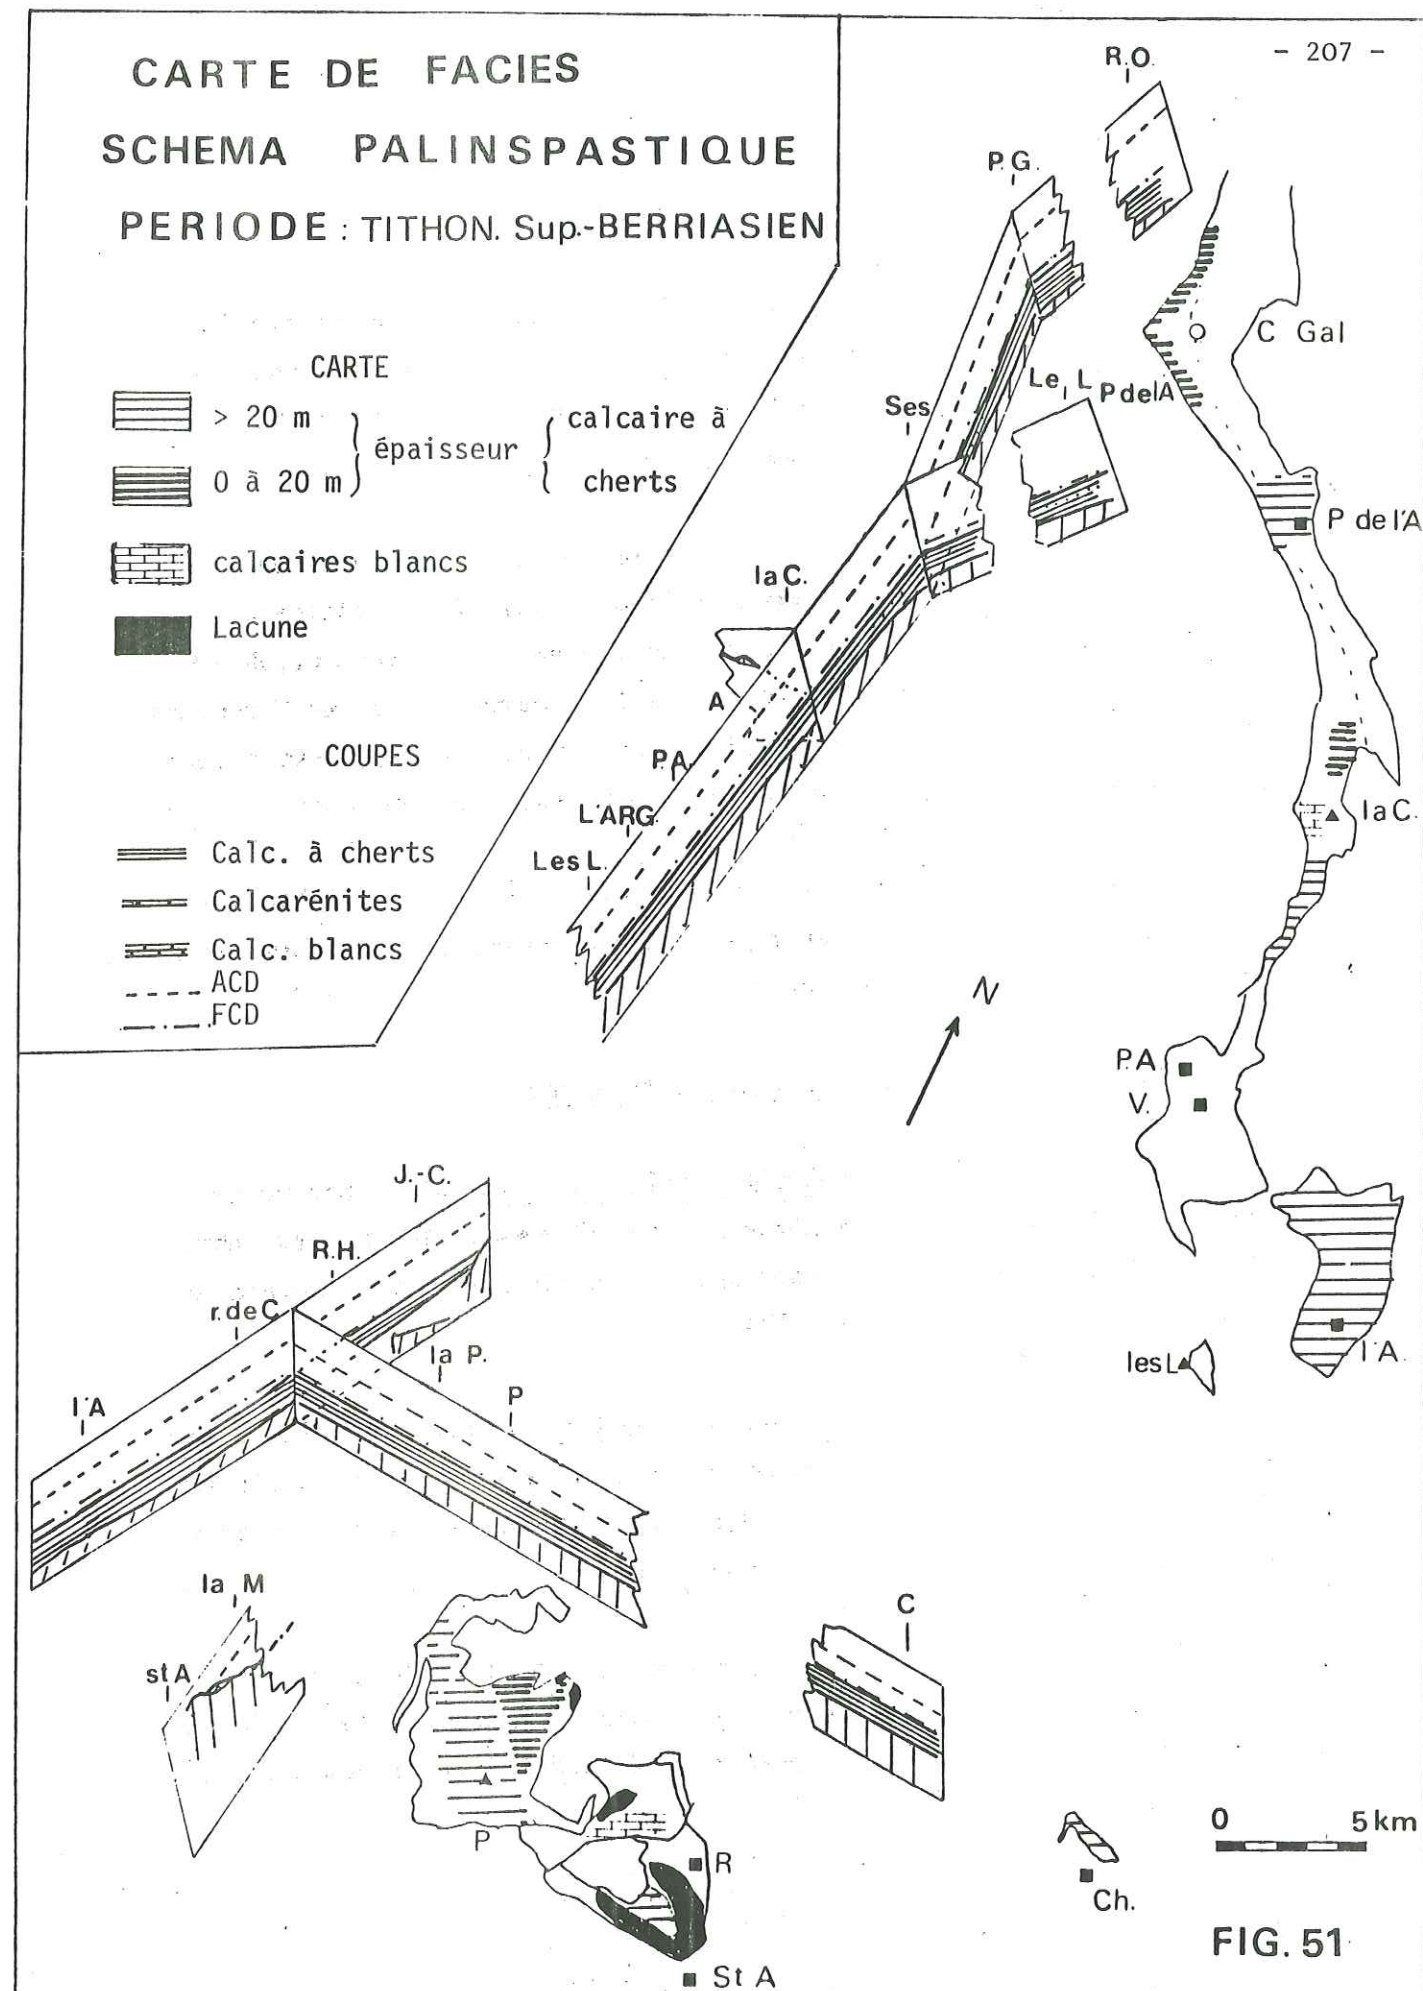 - 207 -
CARTE DE FACIES
SCHEMA PALINSPASTIQUE
PERIODE : TITHON. Sup.-BERRIASIEN
CARTE
> 20 m
0 à 20 m
épaisseur
calcaire à
cherts
calcaires blancs
Lacune
COUPES
Calc. à cherts
Calcarénites
Calc. blancs
ACD
FCD
R.O.
P.G.
C Gal
Le L
P de l'A
Ses
P de l'A
la C.
A
P.A.
L'ARG.
Les L.
la C.
N
P.A
V.
J.-C.
R.H.
r. de C
la P.
P
l'A
les L
l'A.
la M
st A
C
P
R
St A
Ch.
0 5 km
FIG. 51